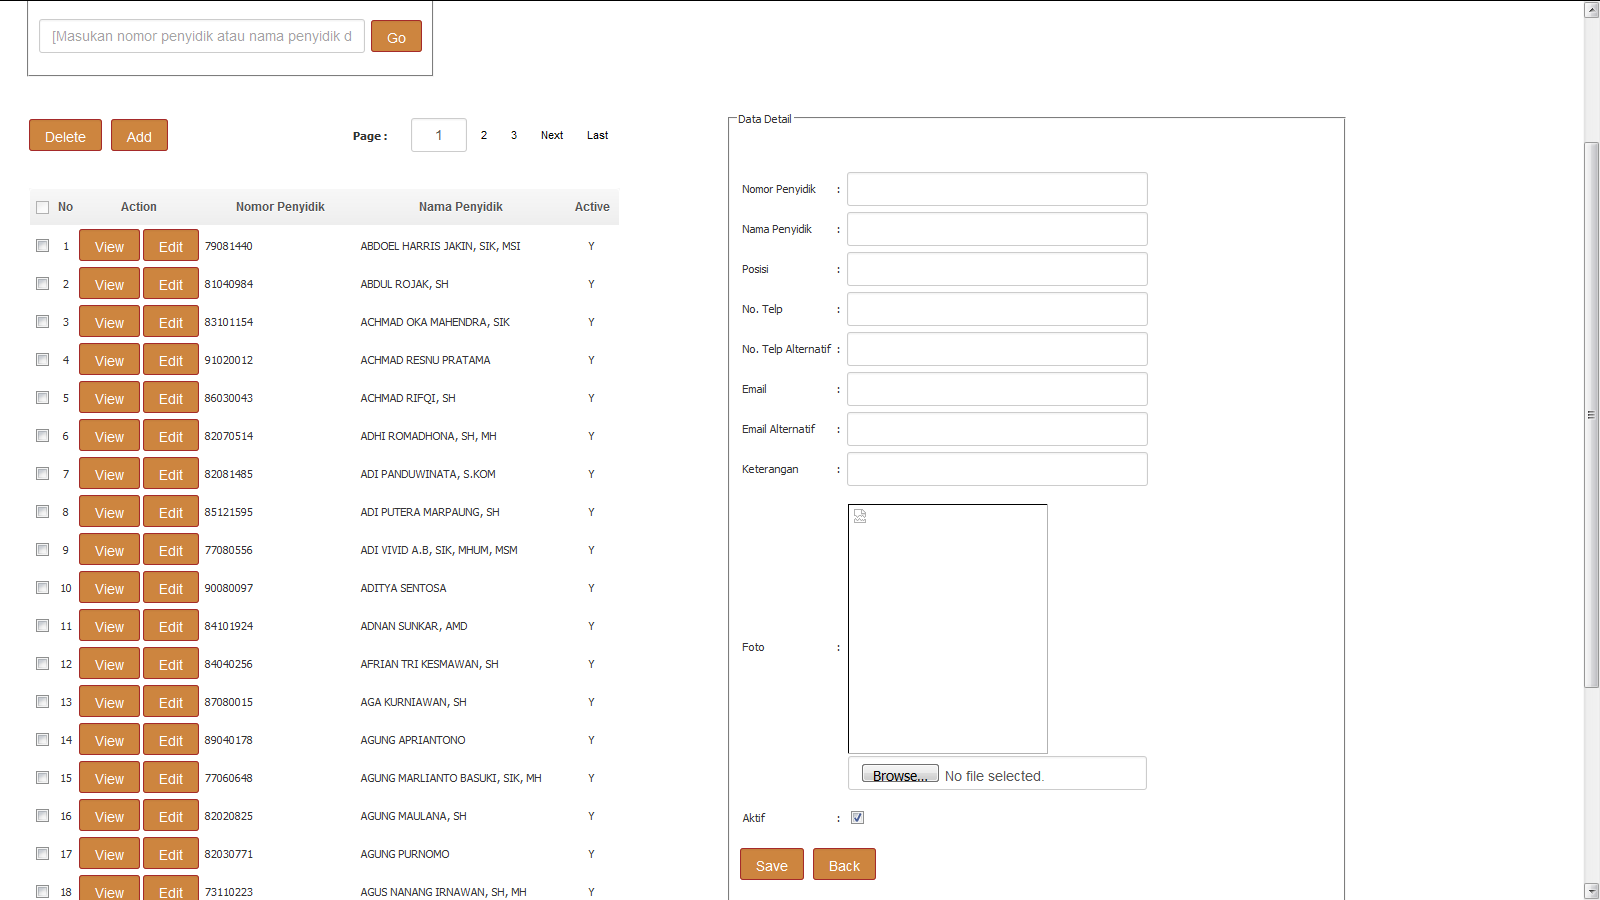 [Masukan nomor penyidik atau nama penyidik d Go
Delete Add Page : 1 2 3 Next Last
No Action Nomor Penyidik Nama Penyidik Active
1 View Edit 79081440 ABDOEL HARRIS JAKIN, SIK, MSI Y
2 View Edit 81040984 ABDUL ROJAK, SH Y
3 View Edit 83101154 ACHMAD OKA MAHENDRA, SIK Y
4 View Edit 91020012 ACHMAD RESNU PRATAMA Y
5 View Edit 86030043 ACHMAD RIFQI, SH Y
6 View Edit 82070514 ADHI ROMADHONA, SH, MH Y
7 View Edit 82081485 ADI PANDUWINATA, S.KOM Y
8 View Edit 85121595 ADI PUTERA MARPAUNG, SH Y
9 View Edit 77080556 ADI VIVID A.B, SIK, MHUM, MSM Y
10 View Edit 90080097 ADITYA SENTOSA Y
11 View Edit 84101924 ADNAN SUNKAR, AMD Y
12 View Edit 84040256 AFRIAN TRI KESMAWAN, SH Y
13 View Edit 87080015 AGA KURNIAWAN, SH Y
14 View Edit 89040178 AGUNG APRIANTONO Y
15 View Edit 77060648 AGUNG MARLIANTO BASUKI, SIK, MH Y
16 View Edit 82020825 AGUNG MAULANA, SH Y
17 View Edit 82030771 AGUNG PURNOMO Y
18 View Edit 73110223 AGUS NANANG IRNAWAN, SH, MH Y
Data Detail
Nomor Penyidik :
Nama Penyidik :
Posisi :
No. Telp :
No. Telp Alternatif :
Email :
Email Alternatif :
Keterangan :
Foto :
Browse... No file selected.
Aktif :
Save Back